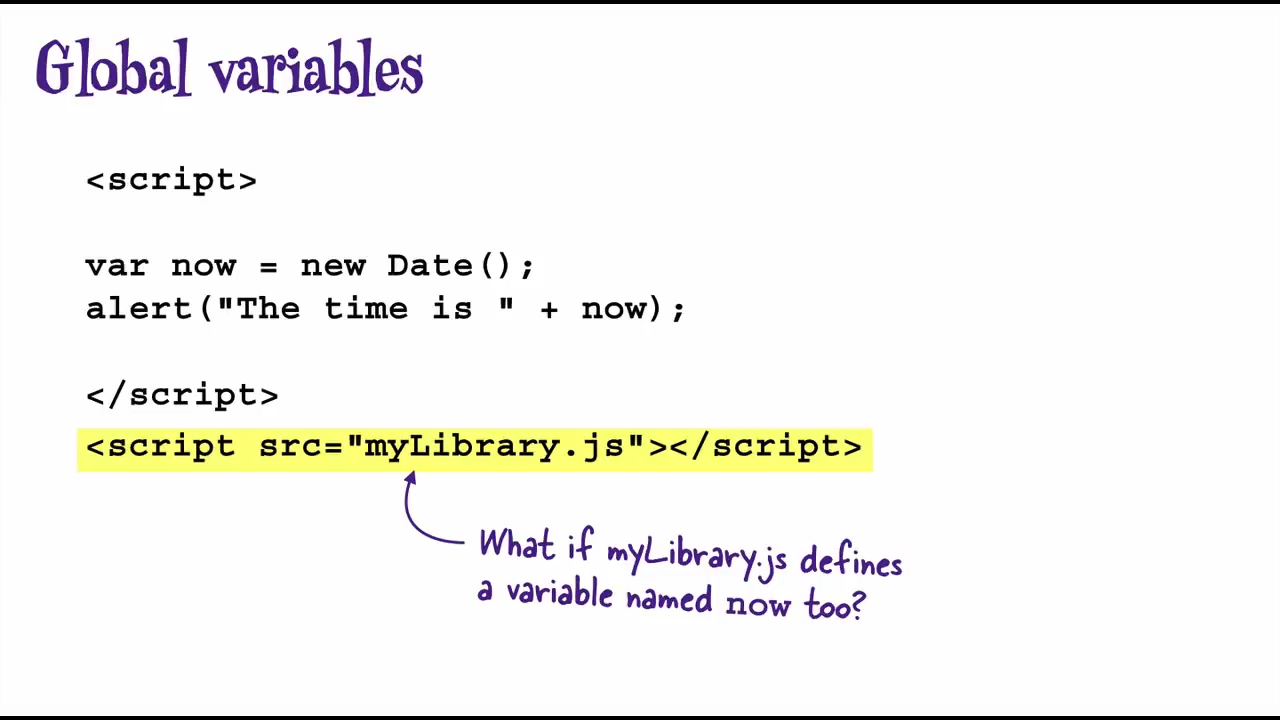 Global variables
<script>
var now = new Date();
alert("The time is " + now);
</script>
<script src="myLibrary.js"></script>
What if myLibrary.js defines
a variable named now too?